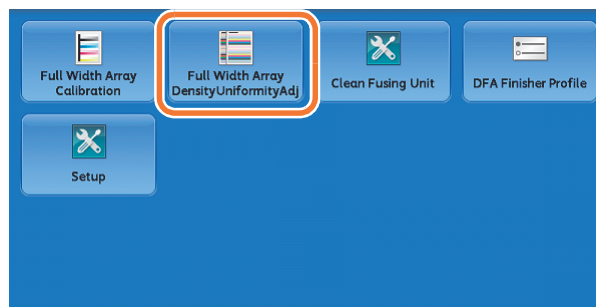 Full Width Array
Calibration
Full Width Array
DensityUniformityAdj
Clean Fusing Unit
DFA Finisher Profile
Setup